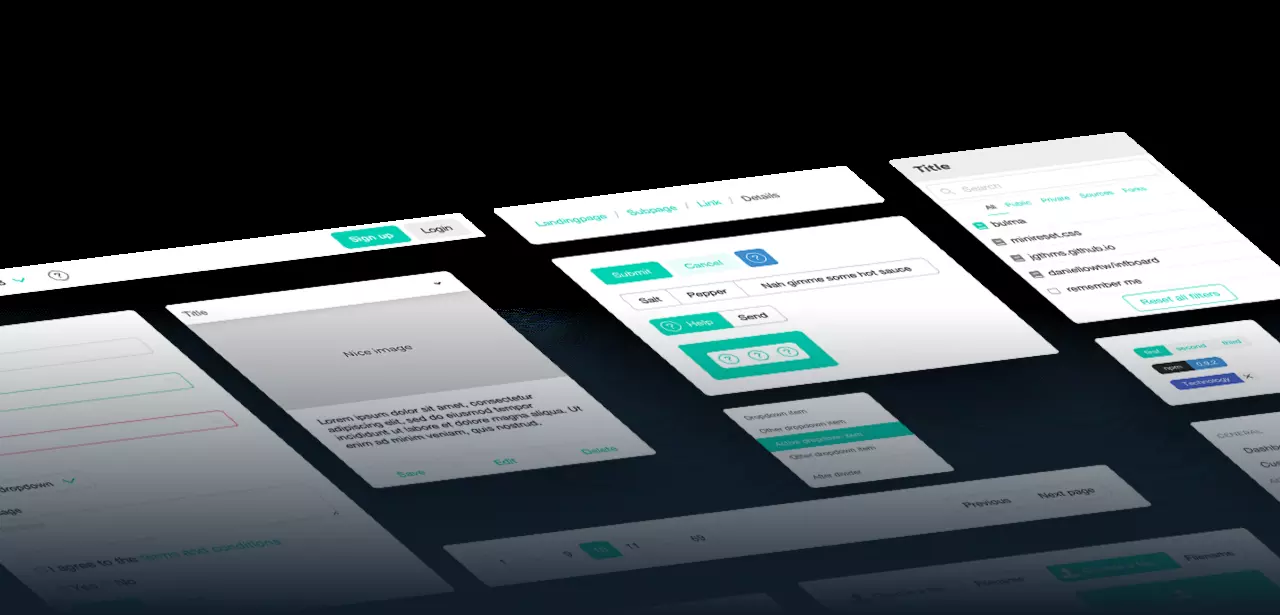 Sign up Login
Title
Nice image
Lorem ipsum dolor sit amet, consectetur
adipiscing elit, sed do eiusmod tempor
incididunt ut labore et dolore magna aliqua. Ut
enim ad minim veniam, quis nostrud,
Save Edit Delete
dropdown
I agree to the terms and conditions
Yes No
Landingpage / Subpage / Link / Details
Submit Cancel ?
Salt Pepper Nah gimme some hot sauce
? Help Send
? ? ?
Dropdown item
Other dropdown item
Active dropdown item
Other dropdown item
After divider
1 9 10 11 69 Previous Next page
Title
Search
All Public Private Sources Forks
bulma
minireset.css
jgthms.github.io
daniellowtw/infboard
remember me
Reset all filters
first second third
npm 0.9.2
Technology
GENERAL
Filename
Filename